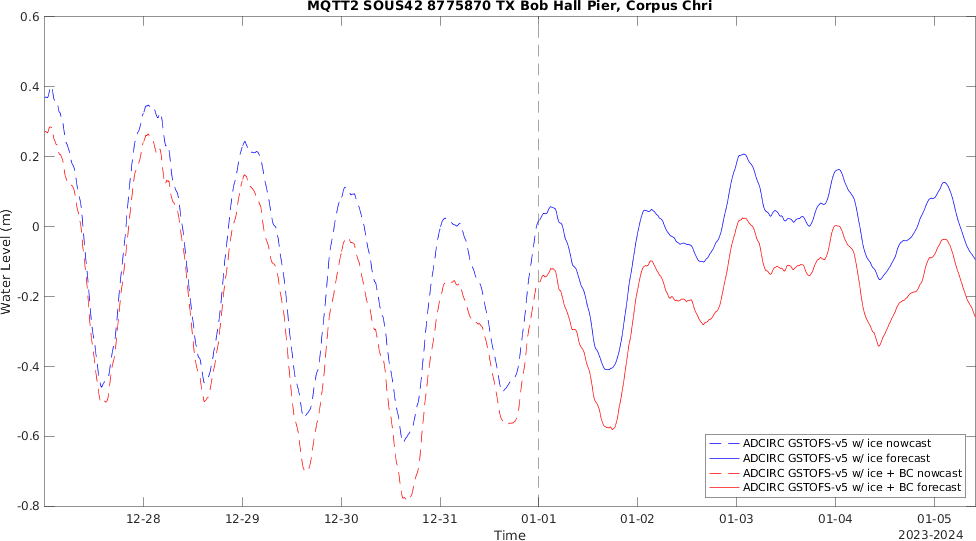 MQTT2 SOUS42 8775870 TX Bob Hall Pier, Corpus Chri
0.6
0.4
0.2
0
-0.2
-0.4
-0.6
-0.8
Water Level (m)
ADCIRC GSTOFS-v5 w/ ice nowcast
ADCIRC GSTOFS-v5 w/ ice forecast
ADCIRC GSTOFS-v5 w/ ice + BC nowcast
ADCIRC GSTOFS-v5 w/ ice + BC forecast
12-28 12-29 12-30 12-31 01-01 01-02 01-03 01-04 01-05
Time
2023-2024